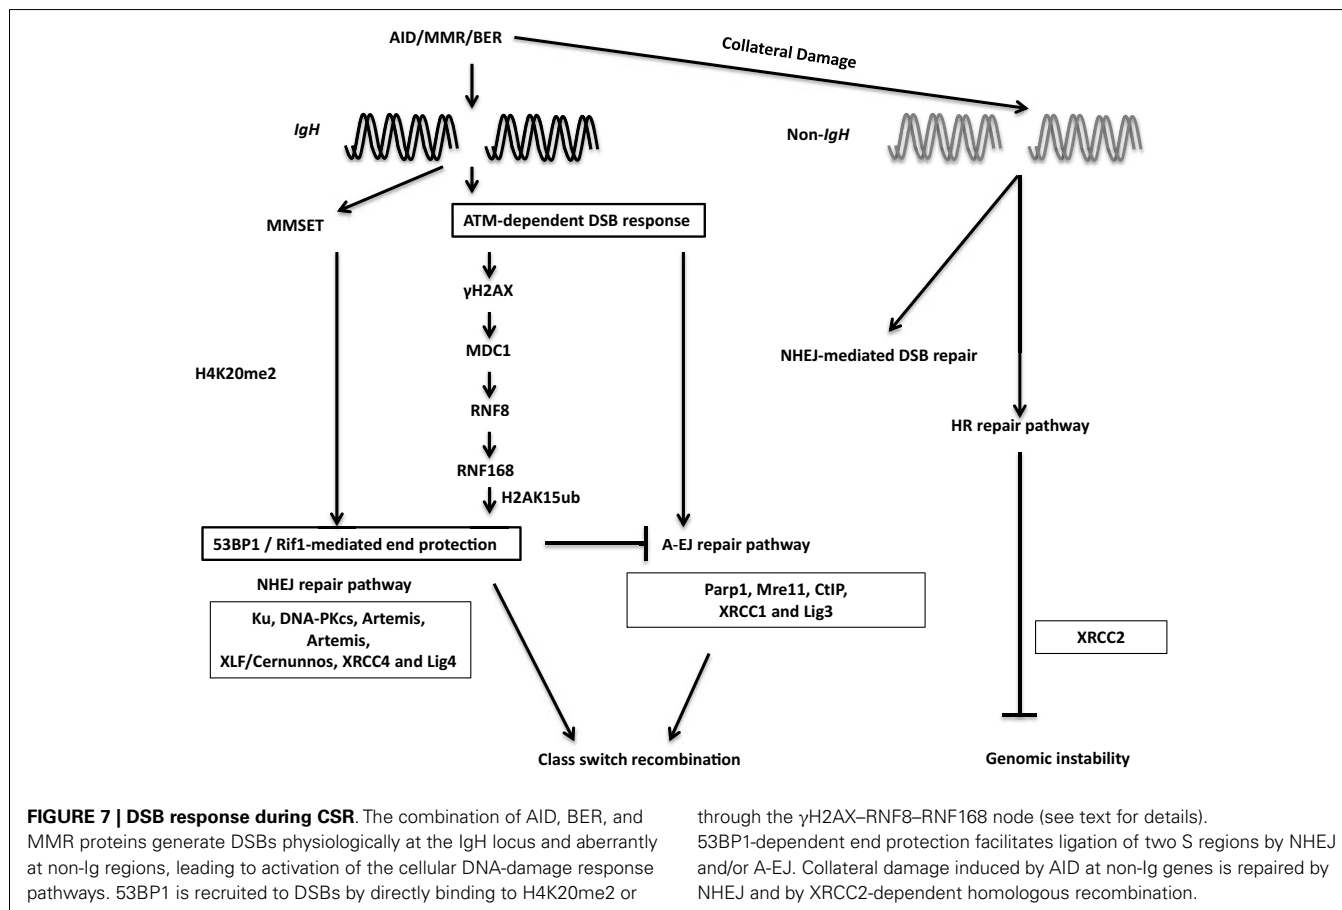 AID/MMR/BER
Collateral Damage
IgH
Non-IgH
MMSET
ATM-dependent DSB response
γH2AX
MDC1
NHEJ-mediated DSB repair
H4K20me2
RNF8
HR repair pathway
RNF168
H2AK15ub
53BP1 / Rif1-mediated end protection
A-EJ repair pathway
NHEJ repair pathway
Ku, DNA-PKcs, Artemis,
Artemis,
XLF/Cernunnos, XRCC4 and Lig4
Parp1, Mre11, CtIP,
XRCC1 and Lig3
XRCC2
Class switch recombination
Genomic instability
FIGURE 7 | DSB response during CSR. The combination of AID, BER, and
MMR proteins generate DSBs physiologically at the IgH locus and aberrantly
at non-Ig regions, leading to activation of the cellular DNA-damage response
pathways. 53BP1 is recruited to DSBs by directly binding to H4K20me2 or
through the γH2AX–RNF8–RNF168 node (see text for details).
53BP1-dependent end protection facilitates ligation of two S regions by NHEJ
and/or A-EJ. Collateral damage induced by AID at non-Ig genes is repaired by
NHEJ and by XRCC2-dependent homologous recombination.